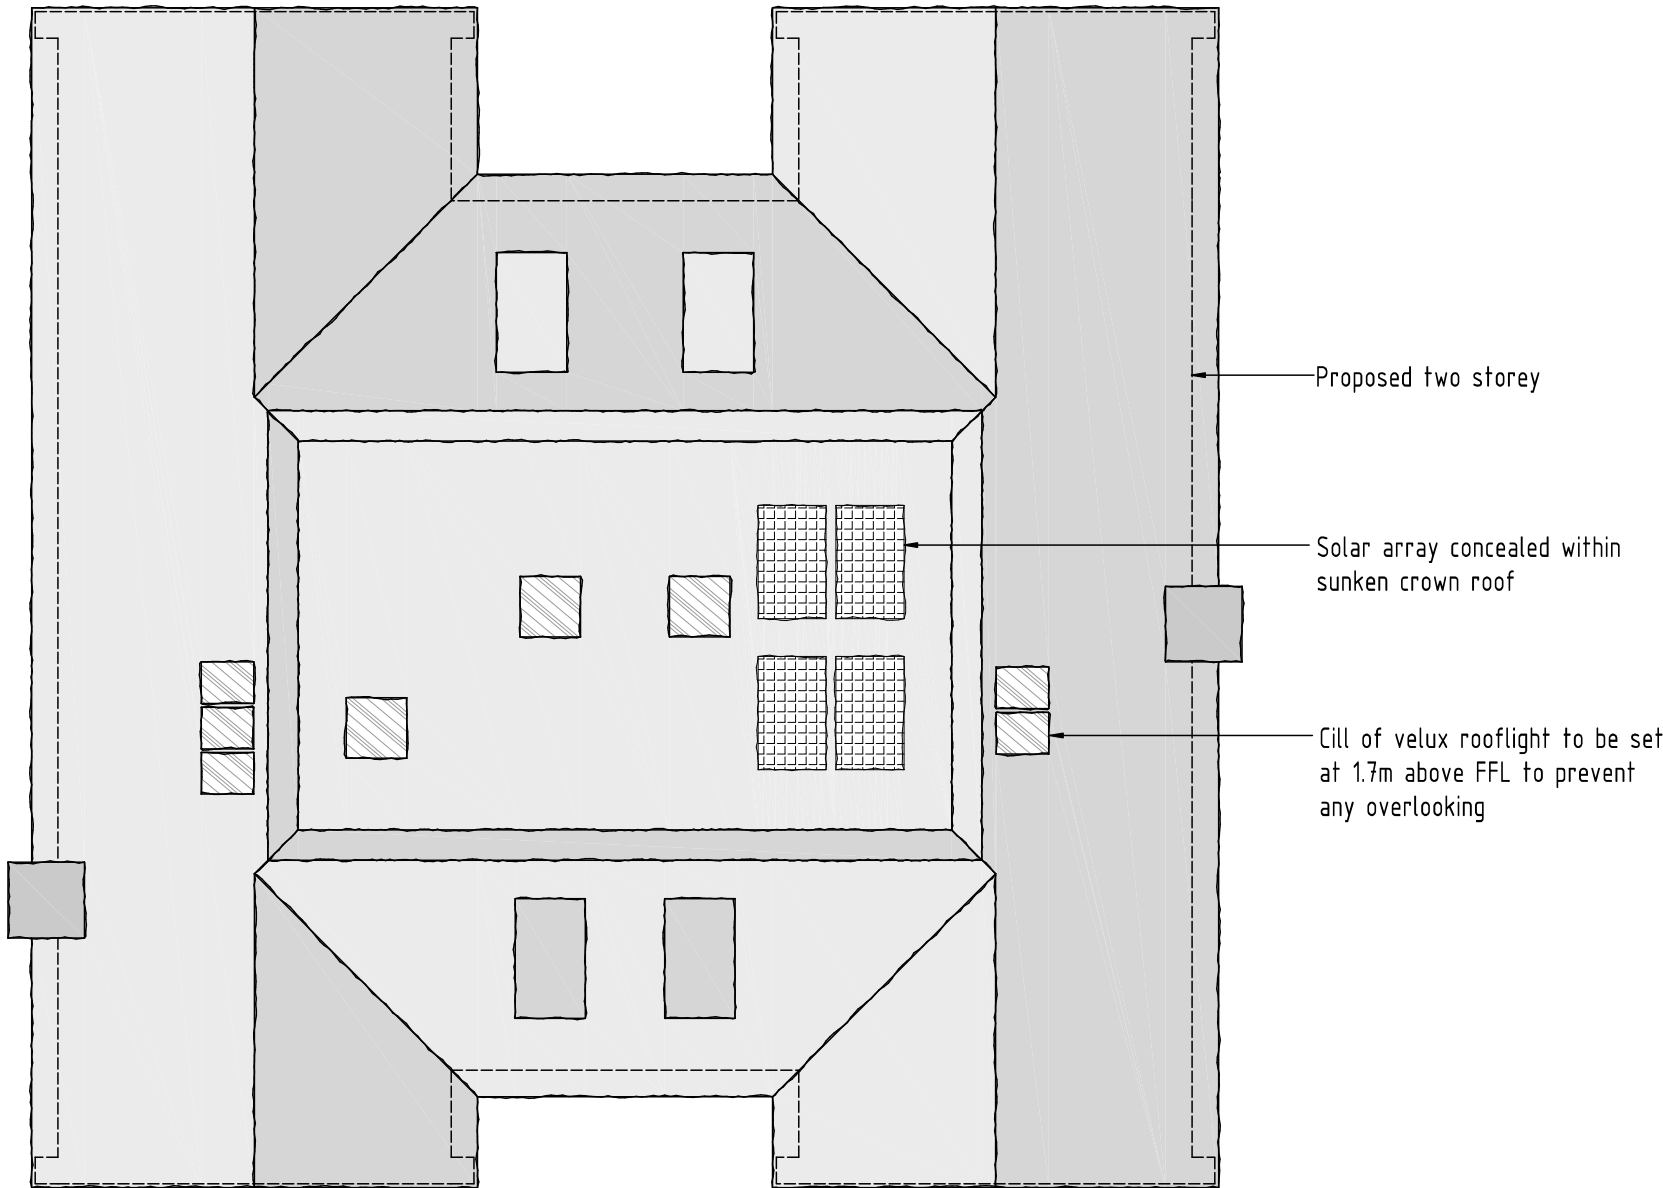 Proposed two storey
Solar array concealed within
sunken crown roof
Cill of velux rooflight to be set
at 1.7m above FFL to prevent
any overlooking